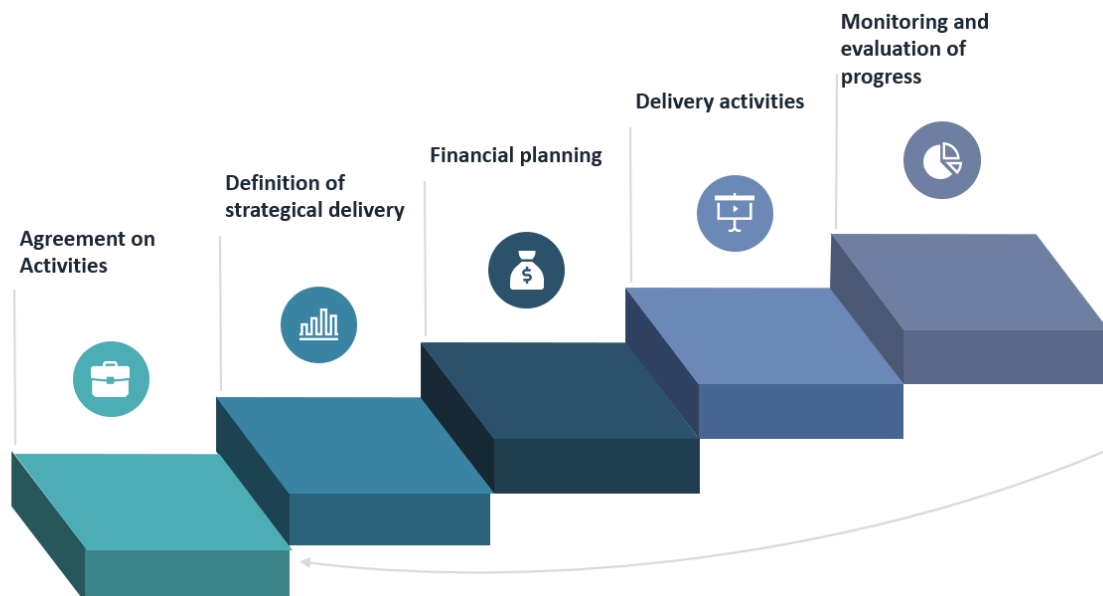 Agreement on
Activities
Definition of
strategical delivery
Financial planning
$
Delivery activities
Monitoring and
evaluation of
progress